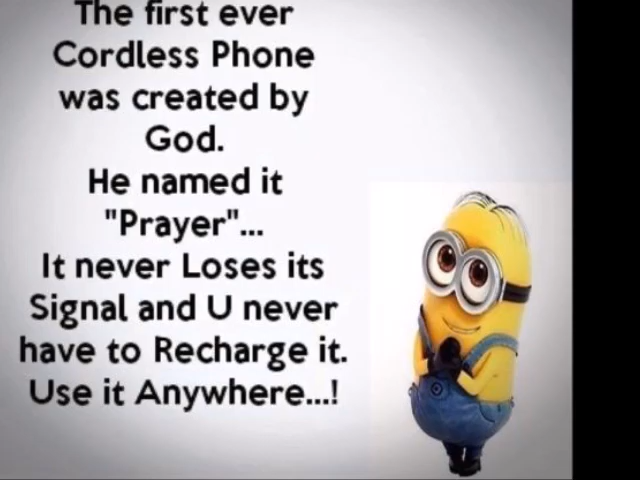 The first ever
Cordless Phone
was created by
God.
He named it
"Prayer"...
It never Loses its
Signal and U never
have to Recharge it.
Use it Anywhere...!